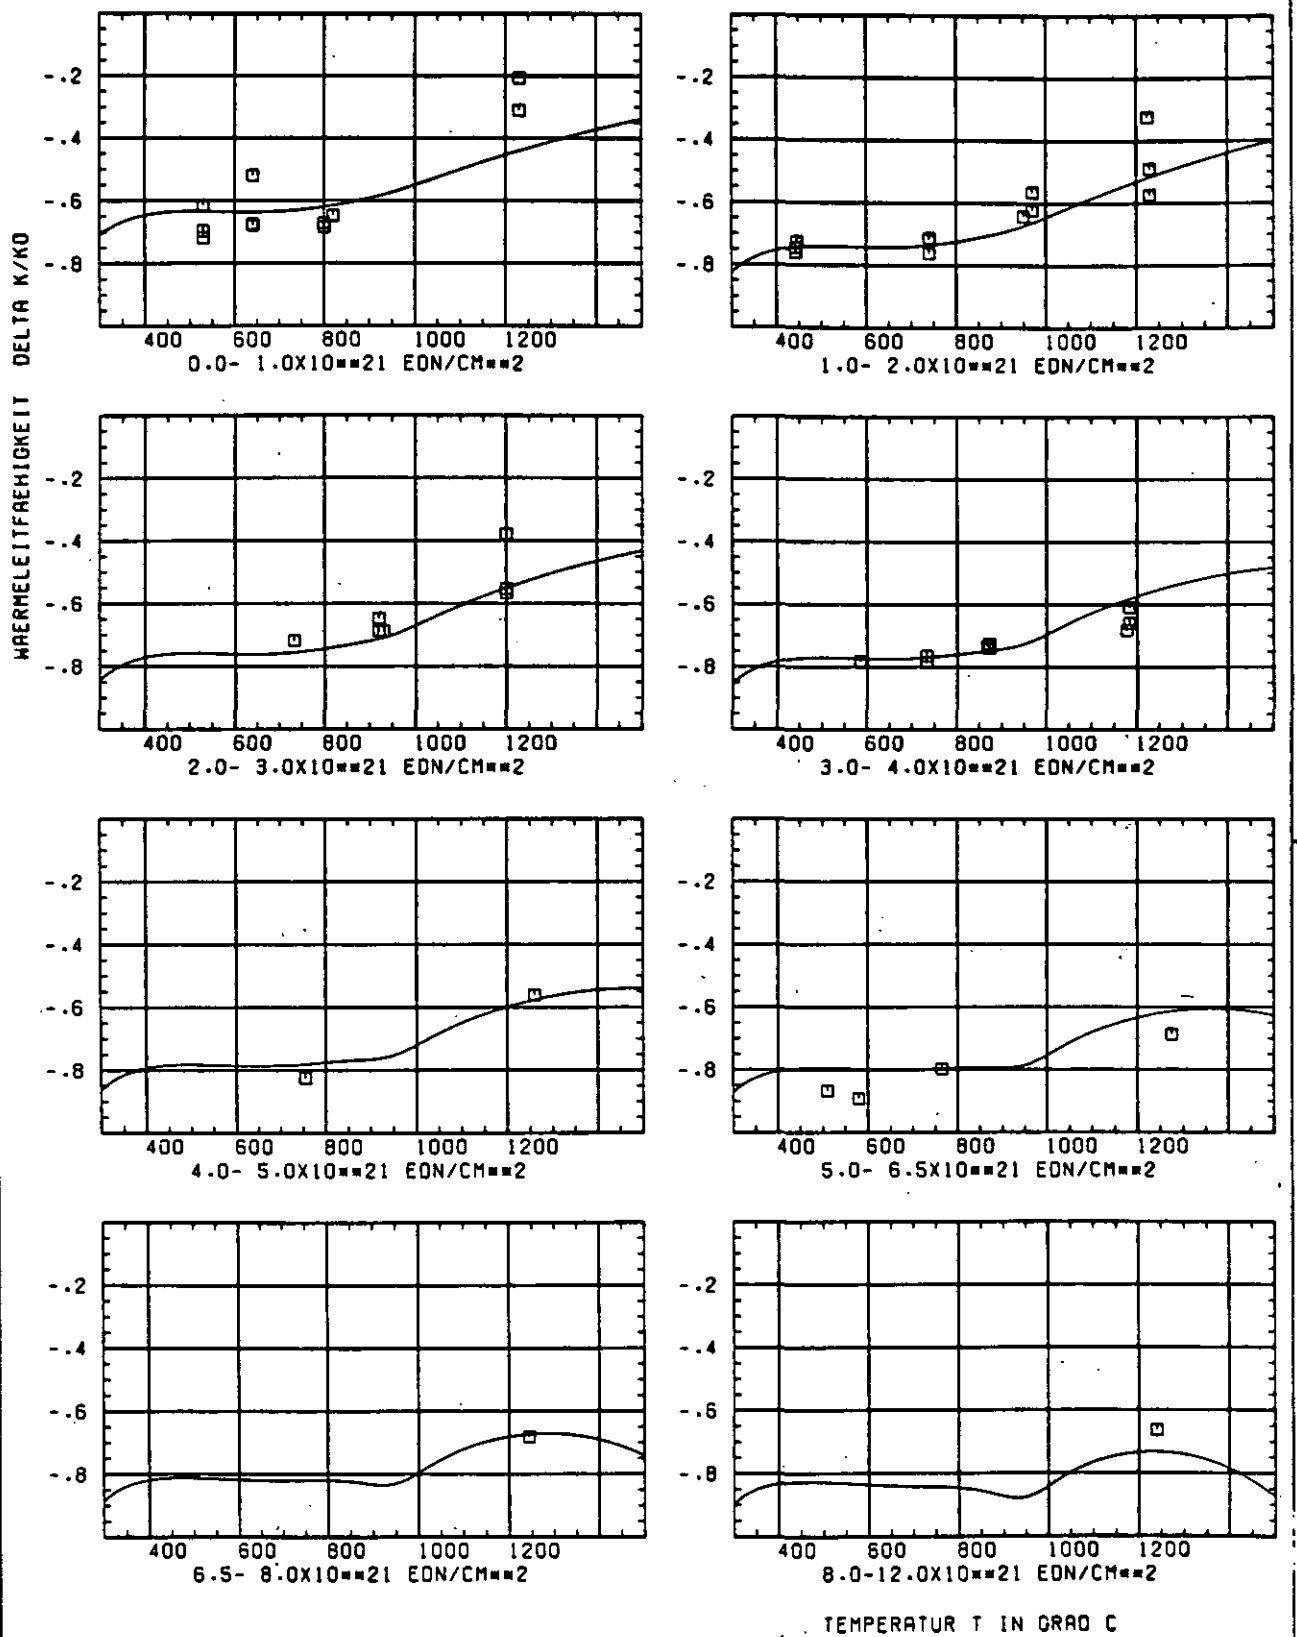 -.2 -.2
-.4 -.4
-.6 -.6
-.8 -.8
400 600 800 1000 1200 400 600 800 1000 1200
0.0- 1.0X10**21 EDN/CM**2 1.0- 2.0X10**21 EDN/CM**2
WAERMELEITFAEHIGKEIT DELTA K/KO
-.2 -.2
-.4 -.4
-.6 -.6
-.8 -.8
400 600 800 1000 1200 400 600 800 1000 1200
2.0- 3.0X10**21 EDN/CM**2 3.0- 4.0X10**21 EDN/CM**2
-.2 -.2
-.4 -.4
-.6 -.6
-.8 -.8
400 600 800 1000 1200 400 600 800 1000 1200
4.0- 5.0X10**21 EDN/CM**2 5.0- 6.5X10**21 EDN/CM**2
-.2 -.2
-.4 -.4
-.6 -.6
-.8 -.8
400 600 800 1000 1200 400 600 800 1000 1200
6.5- 8.0X10**21 EDN/CM**2 8.0-12.0X10**21 EDN/CM**2
TEMPERATUR T IN GRAD C